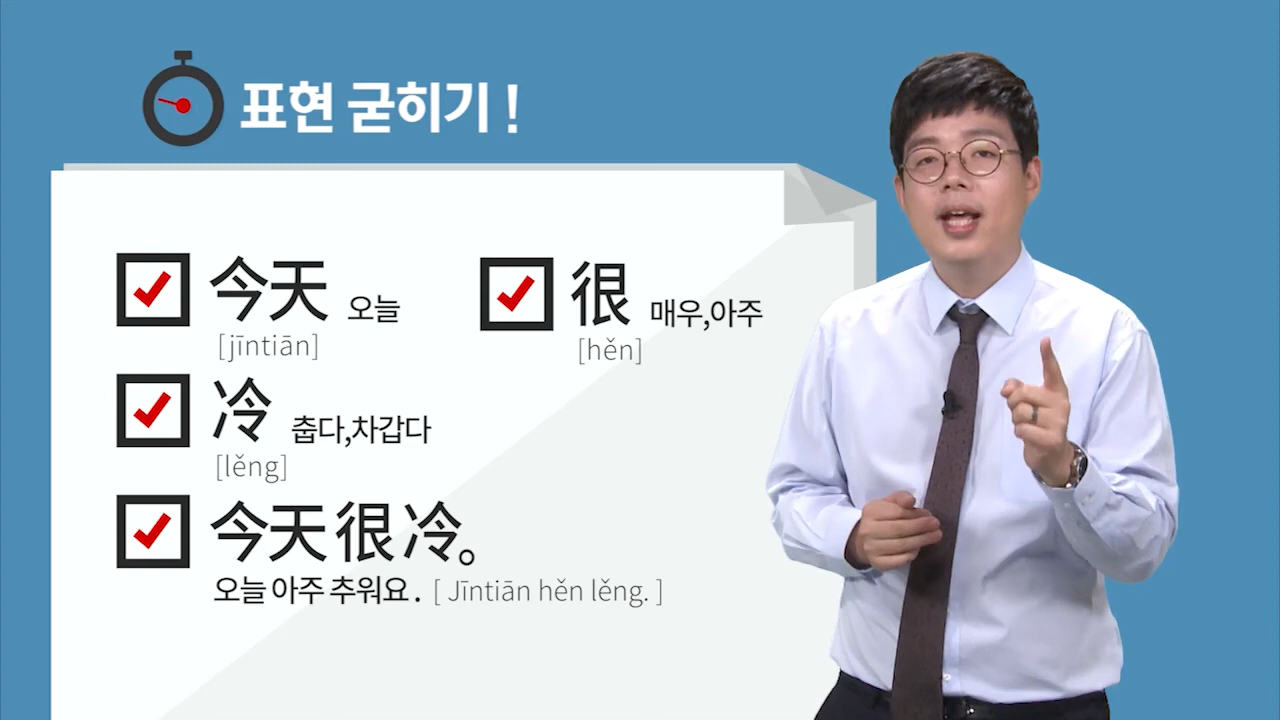 표현 굳히기 !
今天 오늘
[jīntiān]
很 매우,아주
[hěn]
冷 춥다,차갑다
[lěng]
今天 很 冷。
오늘 아주 추워요 . [ Jīntiān hěn lěng. ]